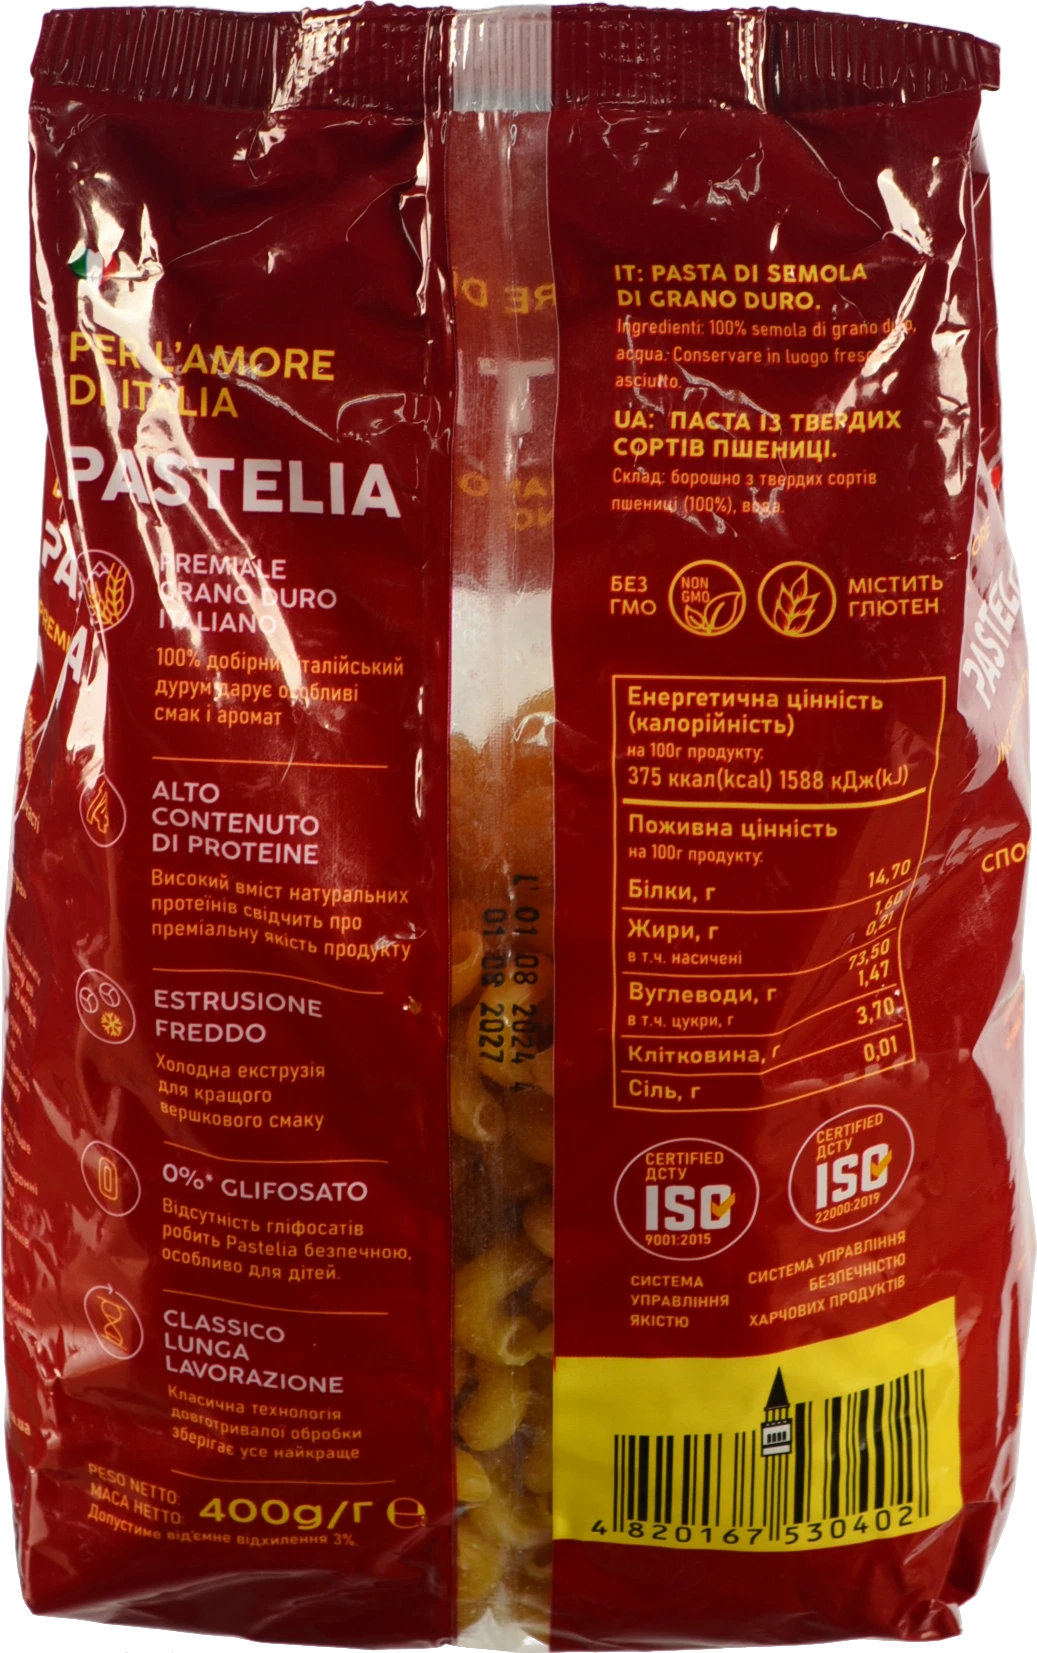 PER L'AMORE
DI ITALIA
PASTELIA
PREMIALE
GRANO DURO
ITALIANO
100% добірний італійський
дурум дарує особливі
смак і аромат
ALTO
CONTENUTO
DI PROTEINE
Високий вміст натуральних
протеїнів свідчить про
преміальну якість продукту
ESTRUSIONE
FREDDO
Холодна екструзія
для кращого
вершкового смаку
0%* GLIFOSATO
Відсутність гліфосатів
робить Pastelia безпечною,
особливо для дітей.
CLASSICO
LUNGA
LAVORAZIONE
Класична технологія
довготривалої обробки
зберігає усе найкраще
PESO NETTO:
МАСА НЕТТО:
400g/Г ℮
Допустиме від'ємне відхилення 3%.
L' 01 08 2024 4
01 08 2027
IT: PASTA DI SEMOLA
DI GRANO DURO.
Ingredienti: 100% semola di grano duro,
acqua. Conservare in luogo fresco
asciutto.
UA: ПАСТА ІЗ ТВЕРДИХ
СОРТІВ ПШЕНИЦІ.
Склад: борошно з твердих сортів
пшениці (100%), вода.
БЕЗ
ГМО
NON
GMO
МІСТИТЬ
ГЛЮТЕН
Енергетична цінність
(калорійність)
на 100г продукту:
375 ккал(kcal) 1588 кДж(kJ)
Поживна цінність
на 100г продукту:
Білки, г 14,70
Жири, г 1,60
в т.ч. насичені 0,21
Вуглеводи, г 73,50
в т.ч. цукри, г 1,47
Клітковина, г 3,70
Сіль, г 0,01
CERTIFIED
ДСТУ
ISO
9001:2015
СИСТЕМА
УПРАВЛІННЯ
ЯКІСТЮ
CERTIFIED
ДСТУ
ISO
22000:2019
СИСТЕМА УПРАВЛІННЯ
БЕЗПЕЧНІСТЮ
ХАРЧОВИХ ПРОДУКТІВ
4 820167 530402